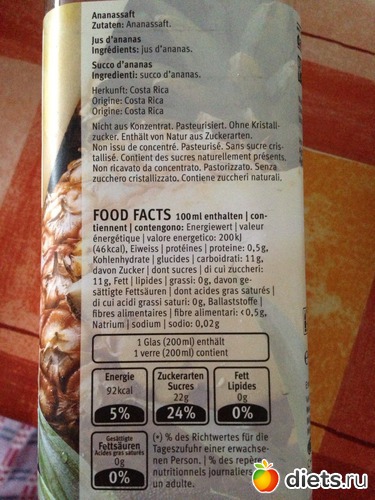 Ananassaft
Zutaten: Ananassaft.
Jus d'ananas
Ingrédients: jus d'ananas.
Succo d'ananas
Ingredienti: succo d'ananas.
Herkunft: Costa Rica
Origine: Costa Rica
Origine: Costa Rica
Nicht aus Konzentrat. Pasteurisiert. Ohne Kristall-
zucker. Enthält von Natur aus Zuckerarten.
Non issu de concentré. Pasteurisé. Sans sucre cris-
tallisé. Contient des sucres naturellement présents.
Non ricavato da concentrato. Pastorizzato. Senza
zucchero cristallizzato. Contiene zuccheri naturali.
FOOD FACTS 100ml enthalten | con-
tiennent | contengono: Energiewert | valeur
énergétique | valore energetico: 200kJ
(46kcal), Eiweiss | protéines | proteine: 0,5g,
Kohlenhydrate | glucides | carboidrati: 11g,
davon Zucker | dont sucres | di cui zuccheri:
11g, Fett | lipides | grassi: 0g, davon ge-
sättigte Fettsäuren | dont acides gras saturés |
di cui acidi grassi saturi: 0g, Ballaststoffe |
fibres alimentaires | fibre alimentari: <0,5g,
Natrium | sodium | sodio: 0,02g
1 Glas (200ml) enthält
1 verre (200ml) contient
Energie
92kcal
5%
Zuckerarten
Sucres
22g
24%
Fett
Lipides
0g
0%
Gesättigte
Fettsäuren
Acides gras saturés
0g
0%
(*) % des Richtwertes für die
Tageszufuhr einer erwachse-
nen Person. | % des repères
nutritionnels journaliers
un adulte.
diets.ru